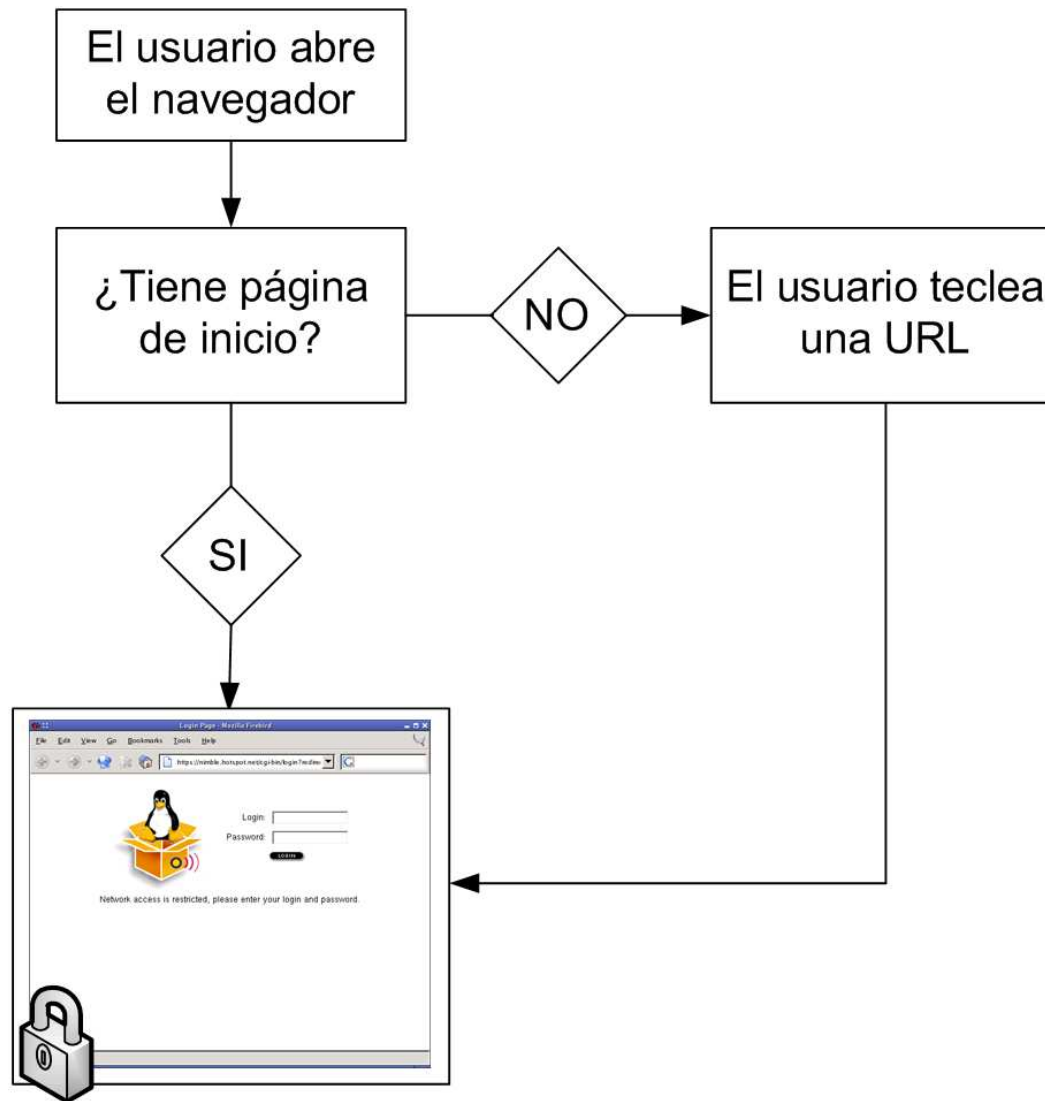 El usuario abre
el navegador
¿Tiene página
de inicio?
NO
El usuario teclea
una URL
SI
Login Page - Mozilla Firebird
File Edit View Go Bookmarks Tools Help
Login:
Password:
LOGIN
Network access is restricted, please enter your login and password.